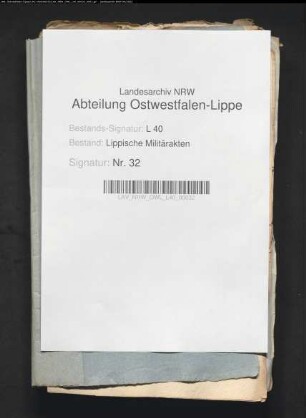 Landesarchiv NRW
Abteilung Ostwestfalen-Lippe
Bestands-Signatur: L 40
Bestand: Lippische Militärakten
Signatur: Nr. 32